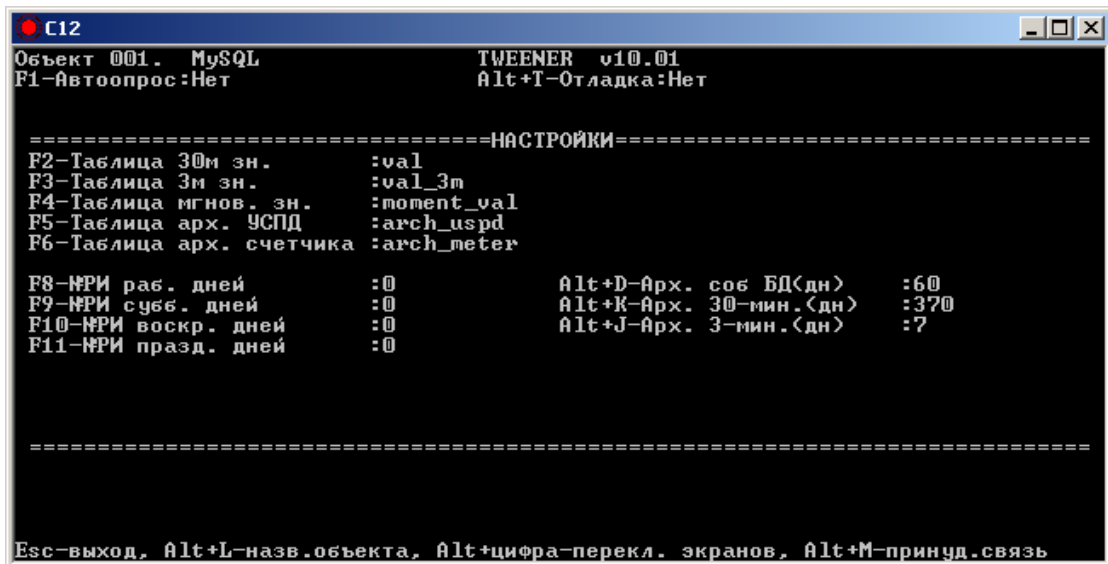 C12
Объект 001.  MySQL                TWEENER  v10.01
F1-Автоопрос:Нет                  Alt+T-Отладка:Нет
==================================НАСТРОЙКИ===================================
F2-Таблица 30м зн.       :val
F3-Таблица 3м зн.        :val_3m
F4-Таблица мгнов. зн.    :moment_val
F5-Таблица арх. УСПД     :arch_uspd
F6-Таблица арх. счетчика :arch_meter
F8-№РИ раб. дней         :0            Alt+D-Арх. соб БД(дн)    :60
F9-№РИ субб. дней        :0            Alt+K-Арх. 30-мин.(дн)   :370
F10-№РИ воскр. дней      :0            Alt+J-Арх. 3-мин.(дн)    :7
F11-№РИ празд. дней      :0
==============================================================================
Esc-выход, Alt+L-назв.объекта, Alt+цифра-перекл. экранов, Alt+M-принуд.связь